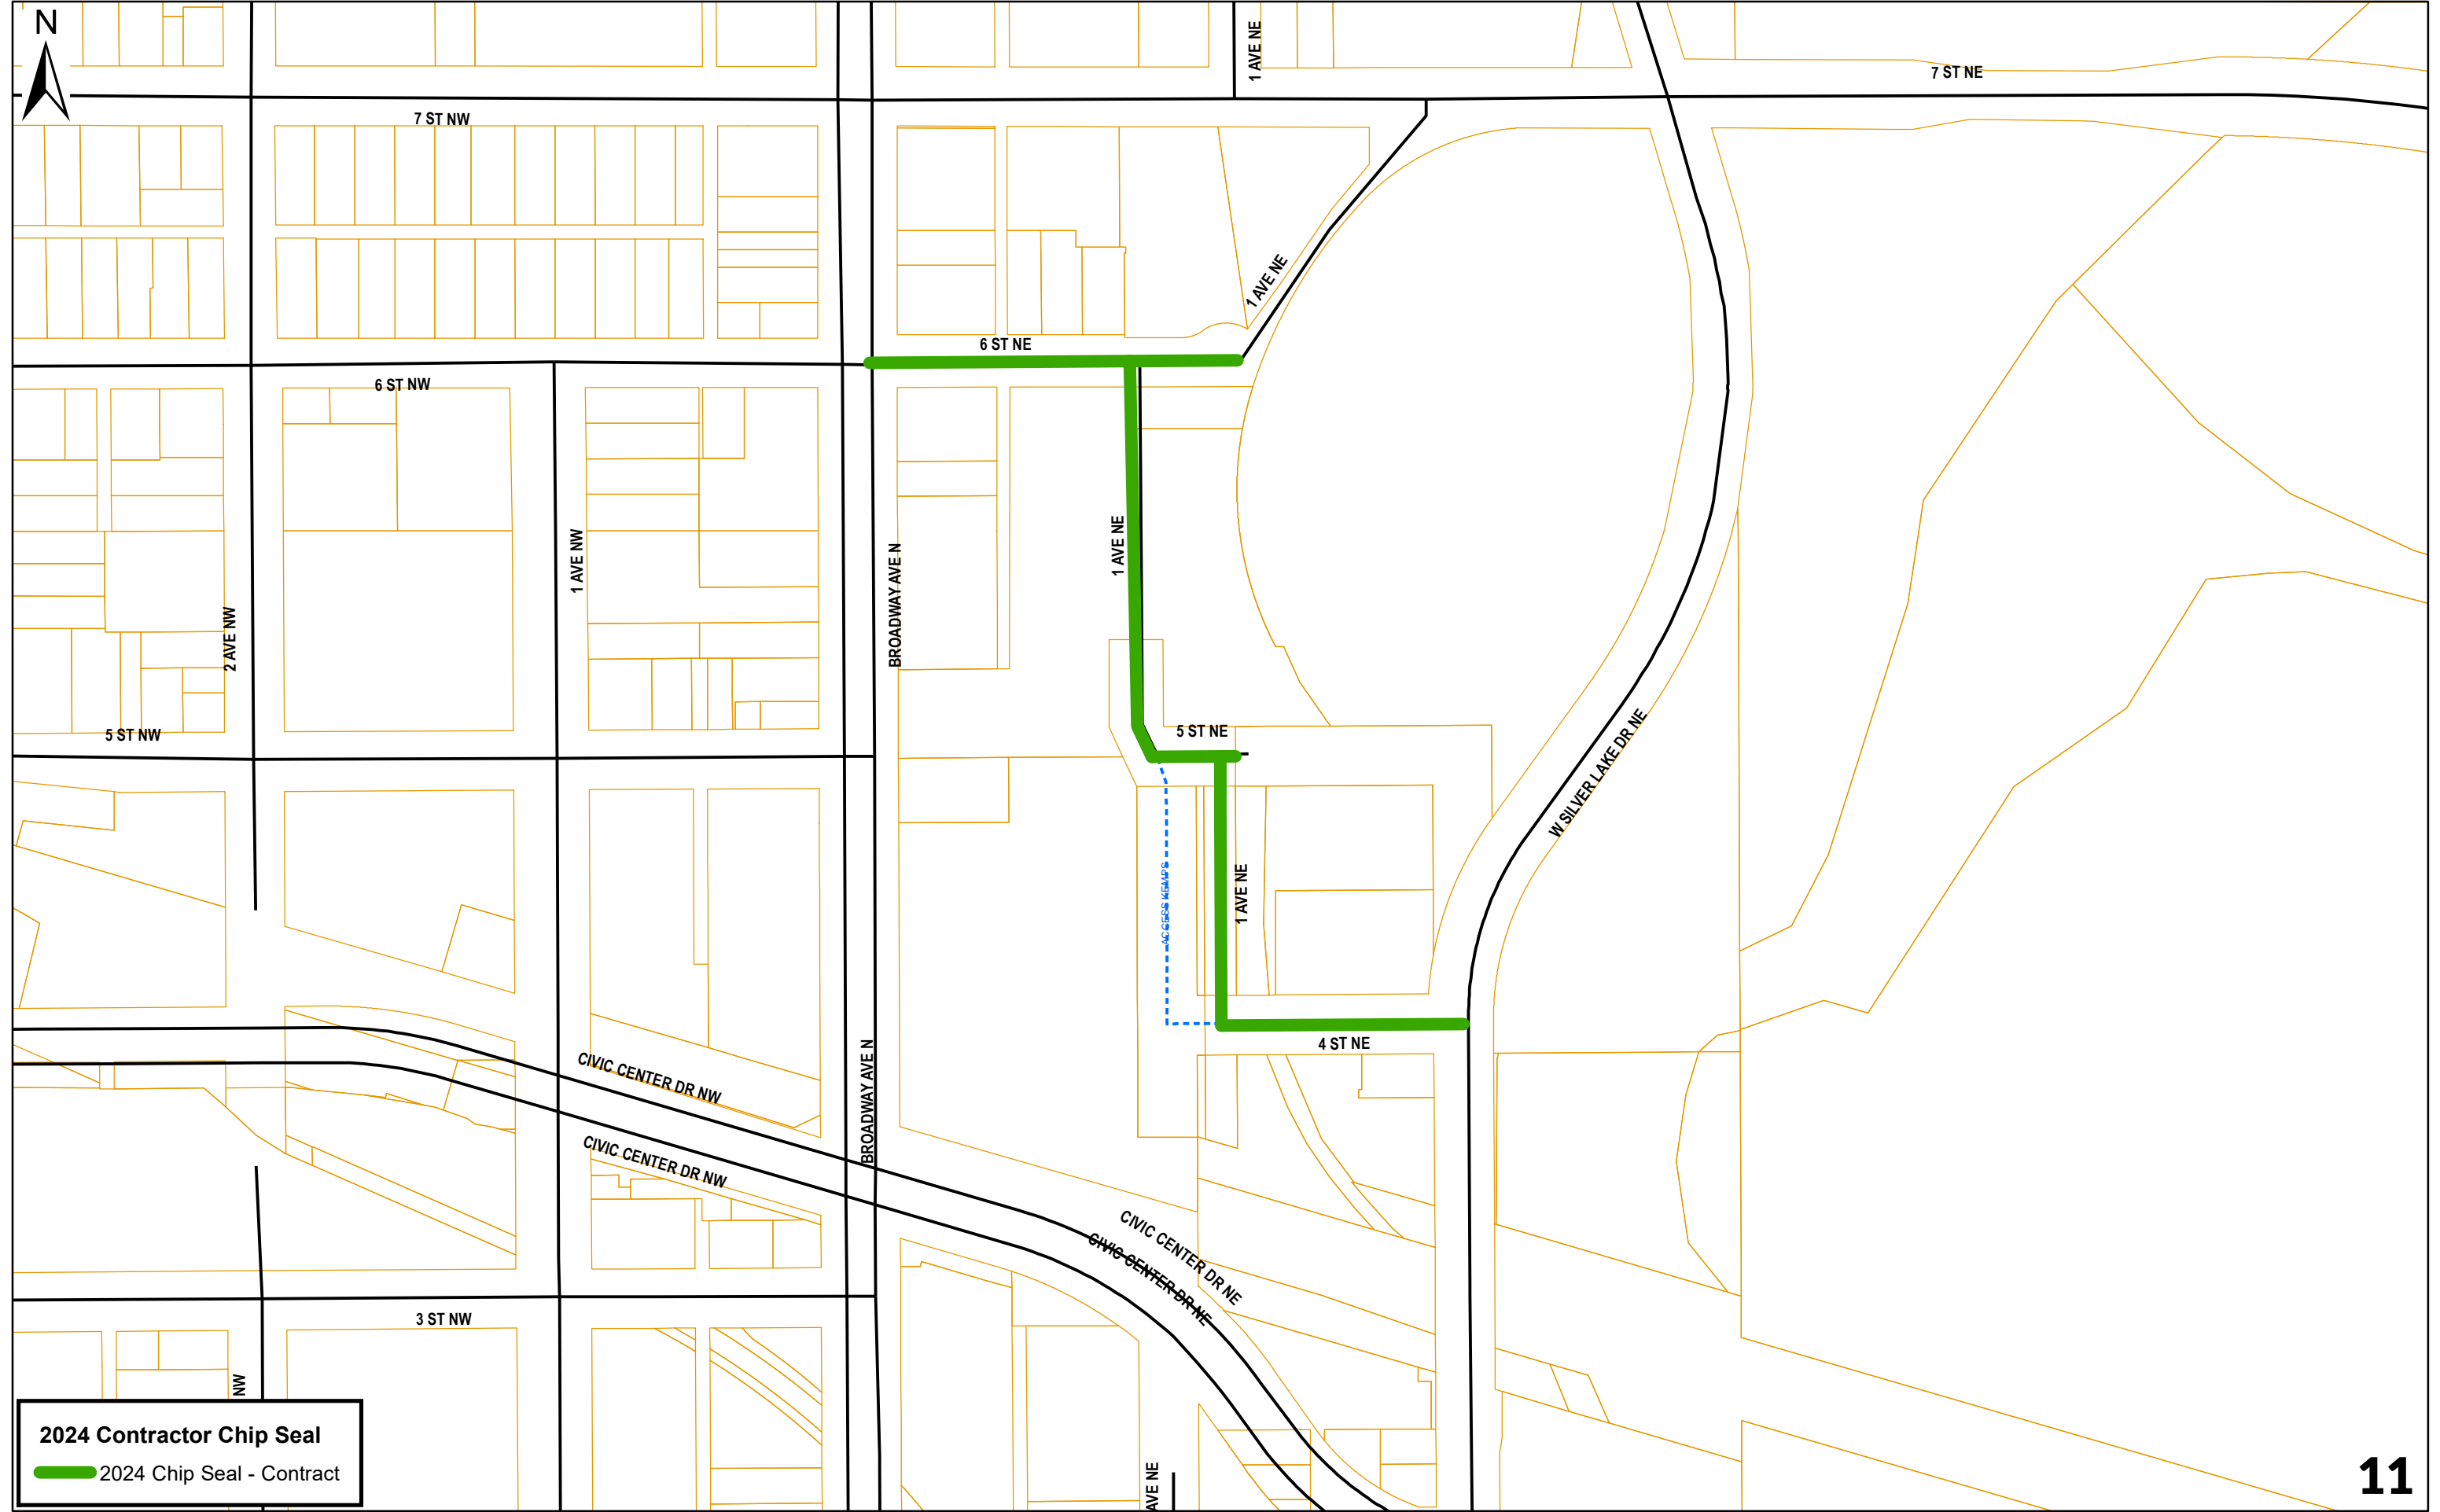 N
1 AVE NE
7 ST NE
7 ST NW
1 AVE NE
6 ST NE
6 ST NW
1 AVE NW
1 AVE NE
BROADWAY AVE N
2 AVE NW
5 ST NW
5 ST NE
W SILVER LAKE DR NE
ACCESS KEMPS
1 AVE NE
4 ST NE
CIVIC CENTER DR NW
BROADWAY AVE N
CIVIC CENTER DR NW
CIVIC CENTER DR NE
CIVIC CENTER DR NE
3 ST NW
NW
2024 Contractor Chip Seal
2024 Chip Seal - Contract
AVE NE
11